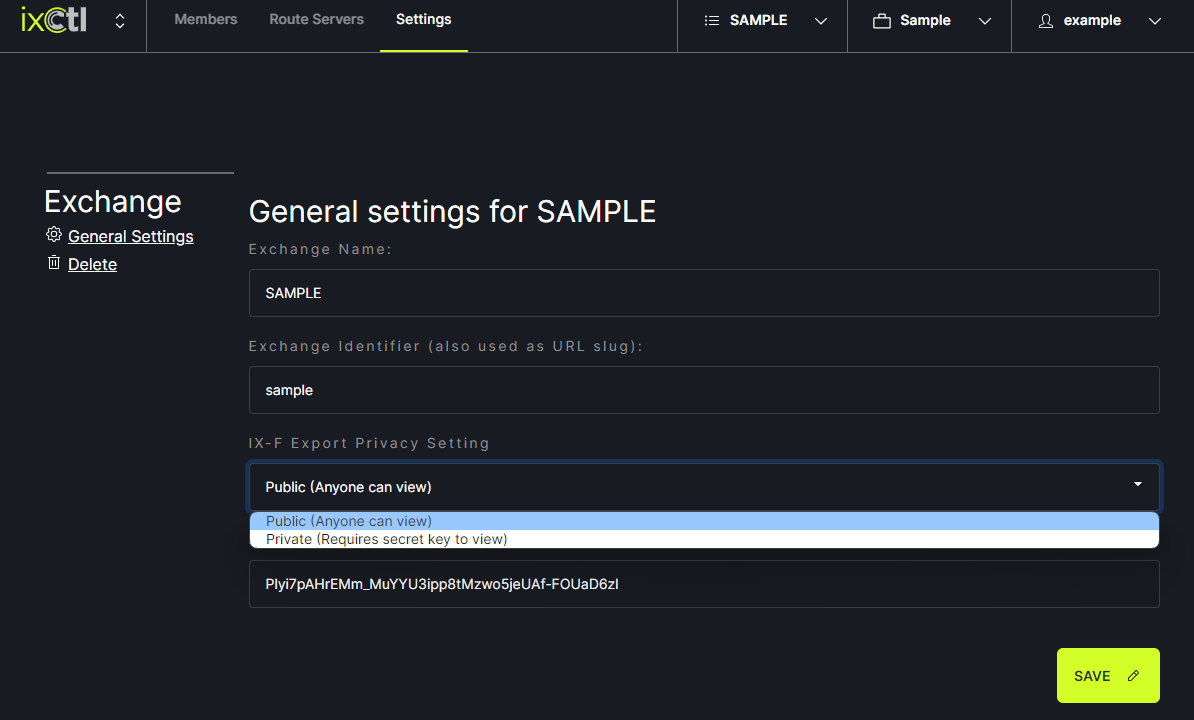 ixCtl
Members Route Servers Settings SAMPLE Sample example
Exchange
General Settings
Delete
General settings for SAMPLE
Exchange Name:
SAMPLE
Exchange Identifier (also used as URL slug):
sample
IX-F Export Privacy Setting
Public (Anyone can view)
Public (Anyone can view)
Private (Requires secret key to view)
PIyi7pAHrEMm_MuYYU3ipp8tMzwo5jeUAf-FOUaD6zI
SAVE